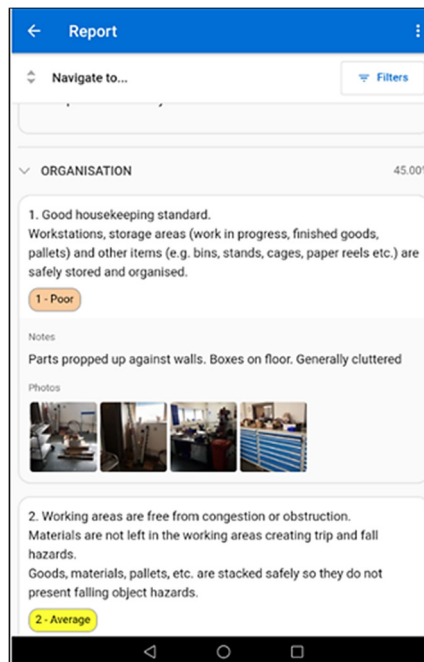 Report
Navigate to...
Filters
ORGANISATION
45.00%
1. Good housekeeping standard.
Workstations, storage areas (work in progress, finished goods,
pallets) and other items (e.g. bins, stands, cages, paper reels etc.) are
safely stored and organised.
1 - Poor
Notes
Parts propped up against walls. Boxes on floor. Generally cluttered
Photos
2. Working areas are free from congestion or obstruction.
Materials are not left in the working areas creating trip and fall
hazards.
Goods, materials, pallets, etc. are stacked safely so they do not
present falling object hazards.
2 - Average